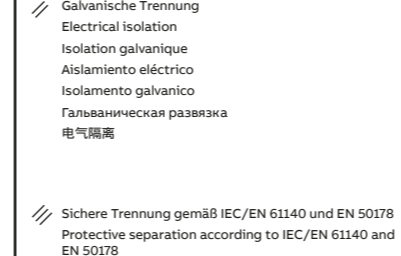 Galvanische Trennung
Electrical isolation
Isolation galvanique
Aislamiento eléctrico
Isolamento galvanico
Гальваническая развязка
电气隔离
Sichere Trennung gemäß IEC/EN 61140 und EN 50178
Protective separation according to IEC/EN 61140 and
EN 50178